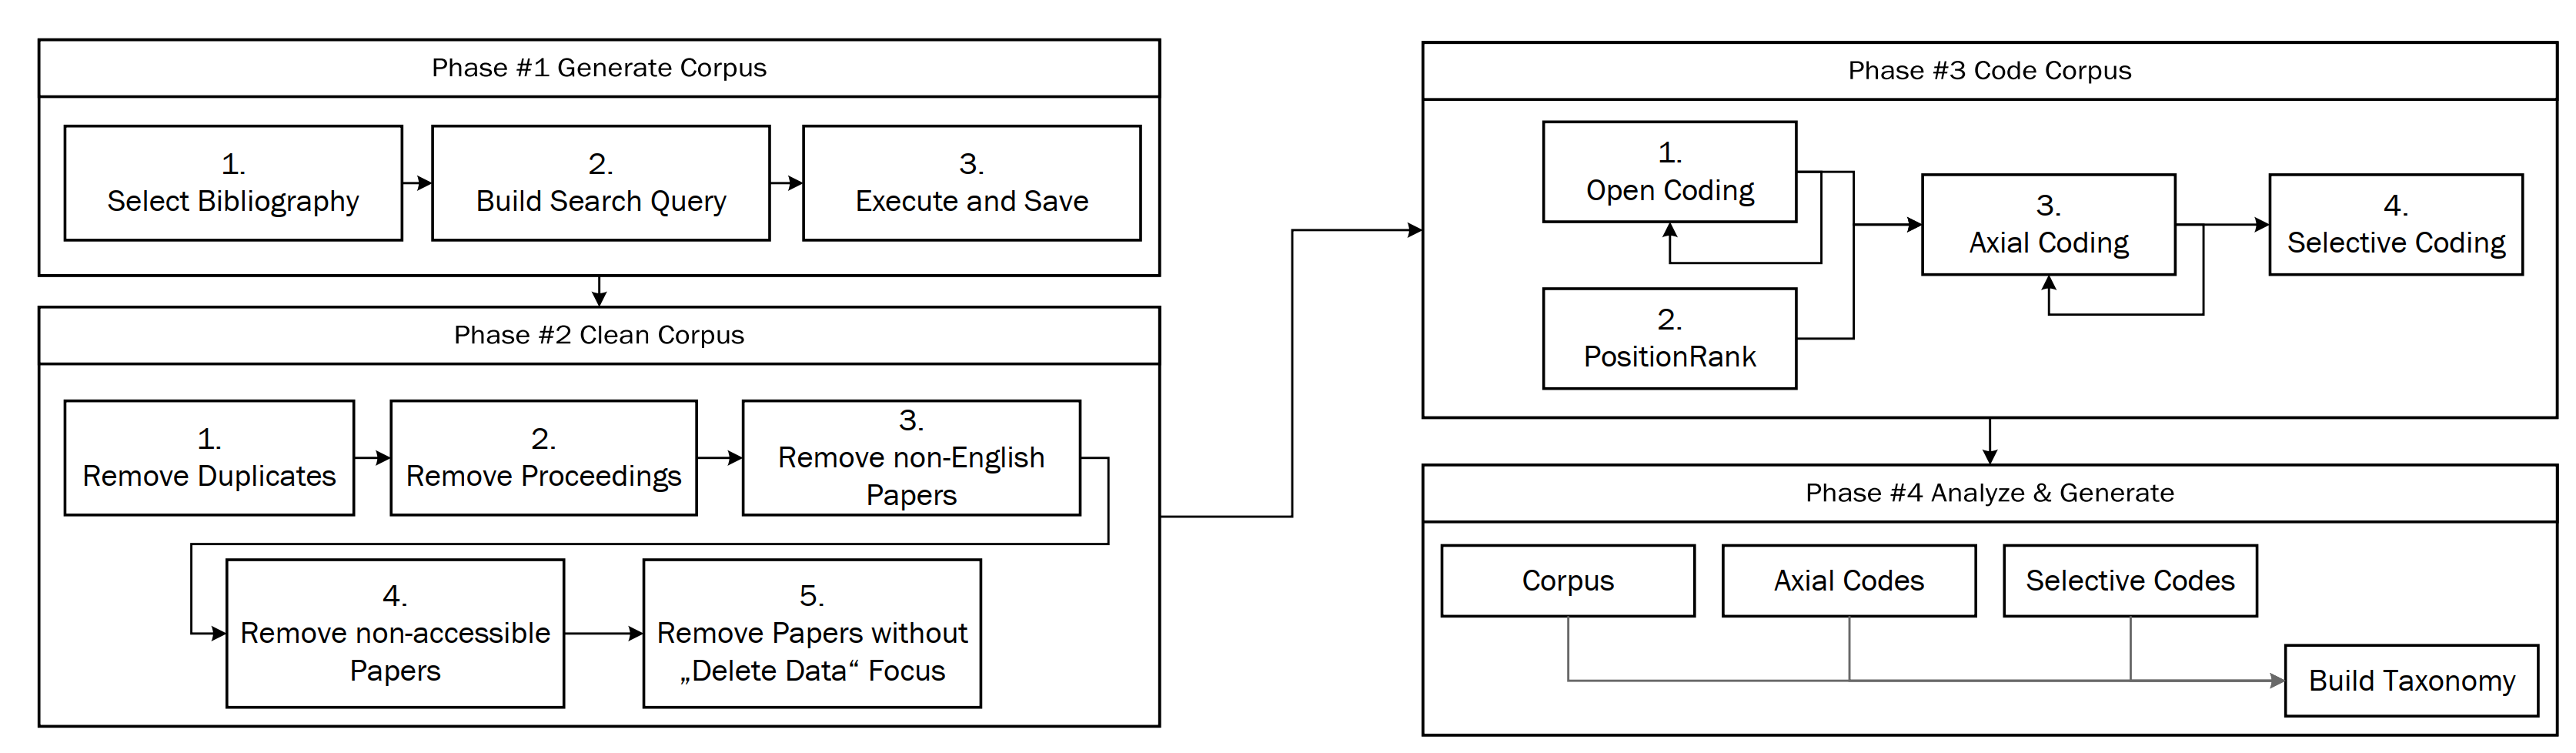 Phase #1 Generate Corpus
1.
Select Bibliography
2.
Build Search Query
3.
Execute and Save
Phase #2 Clean Corpus
1.
Remove Duplicates
2.
Remove Proceedings
3.
Remove non-English
Papers
4.
Remove non-accessible
Papers
5.
Remove Papers without
„Delete Data“ Focus
Phase #3 Code Corpus
1.
Open Coding
2.
PositionRank
3.
Axial Coding
4.
Selective Coding
Phase #4 Analyze & Generate
Corpus
Axial Codes
Selective Codes
Build Taxonomy